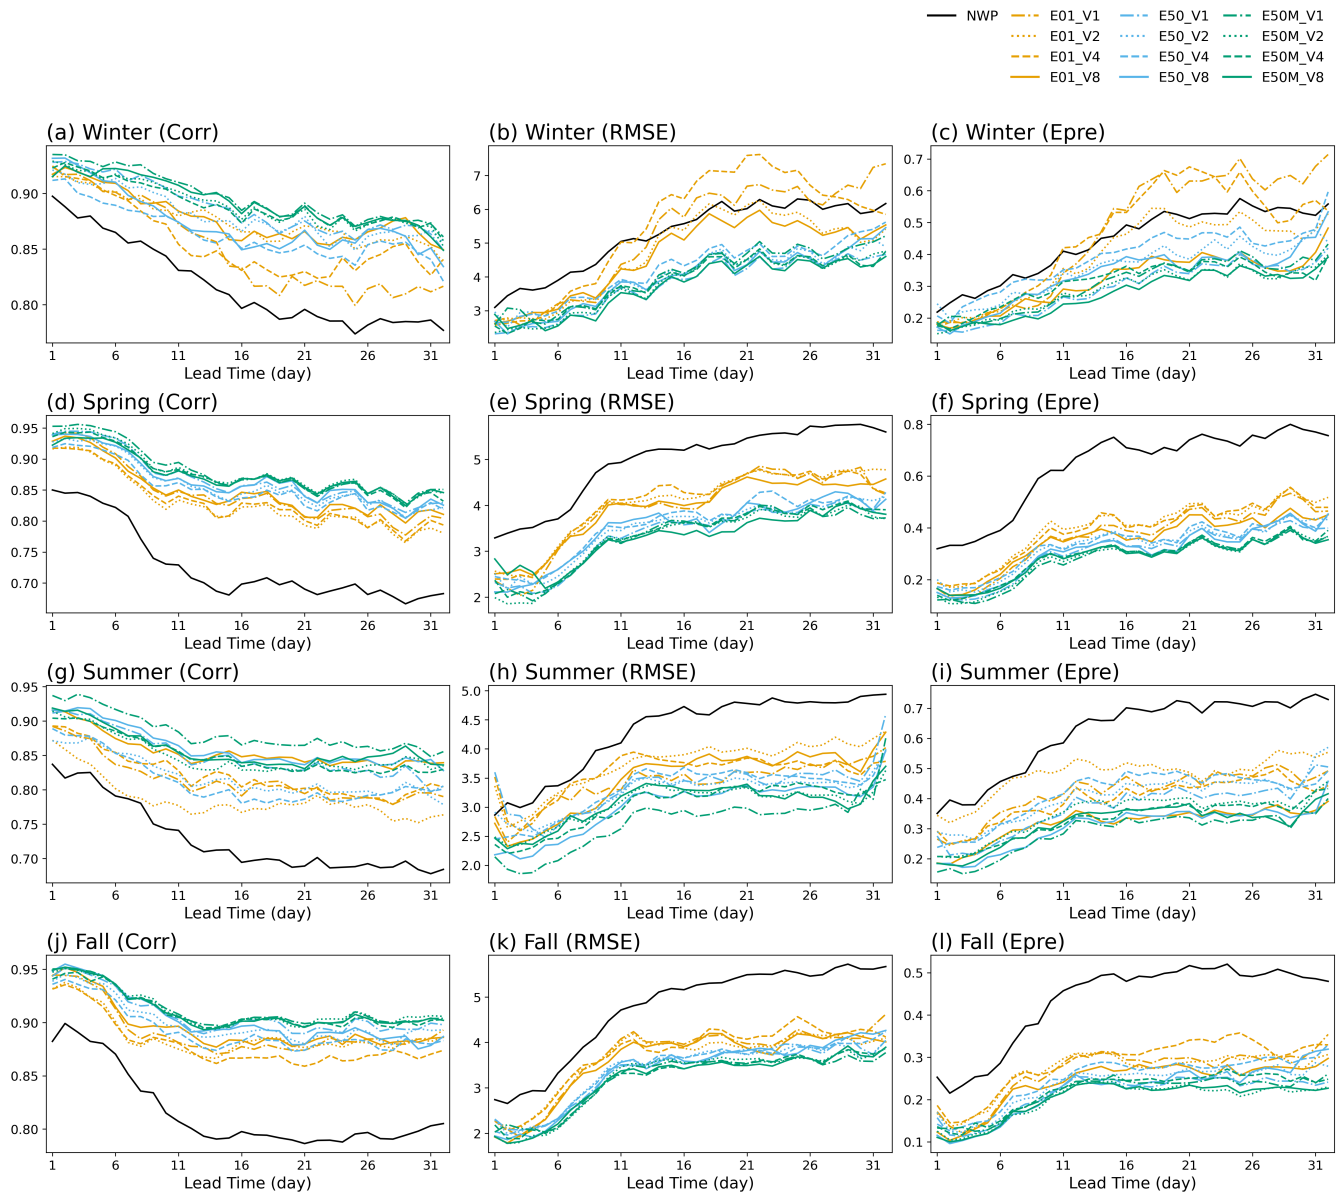 NWP E01_V1 E50_V1 E50M_V1
E01_V2 E50_V2 E50M_V2
E01_V4 E50_V4 E50M_V4
E01_V8 E50_V8 E50M_V8
(a) Winter (Corr)
0.90
0.85
0.80
1 6 11 16 21 26 31
Lead Time (day)
(b) Winter (RMSE)
7
6
5
4
3
1 6 11 16 21 26 31
Lead Time (day)
(c) Winter (Epre)
0.7
0.6
0.5
0.4
0.3
0.2
1 6 11 16 21 26 31
Lead Time (day)
(d) Spring (Corr)
0.95
0.90
0.85
0.80
0.75
0.70
1 6 11 16 21 26 31
Lead Time (day)
(e) Spring (RMSE)
5
4
3
2
1 6 11 16 21 26 31
Lead Time (day)
(f) Spring (Epre)
0.8
0.6
0.4
0.2
1 6 11 16 21 26 31
Lead Time (day)
(g) Summer (Corr)
0.95
0.90
0.85
0.80
0.75
0.70
1 6 11 16 21 26 31
Lead Time (day)
(h) Summer (RMSE)
5.0
4.5
4.0
3.5
3.0
2.5
2.0
1 6 11 16 21 26 31
Lead Time (day)
(i) Summer (Epre)
0.7
0.6
0.5
0.4
0.3
0.2
1 6 11 16 21 26 31
Lead Time (day)
(j) Fall (Corr)
0.95
0.90
0.85
0.80
1 6 11 16 21 26 31
Lead Time (day)
(k) Fall (RMSE)
5
4
3
2
1 6 11 16 21 26 31
Lead Time (day)
(l) Fall (Epre)
0.5
0.4
0.3
0.2
0.1
1 6 11 16 21 26 31
Lead Time (day)